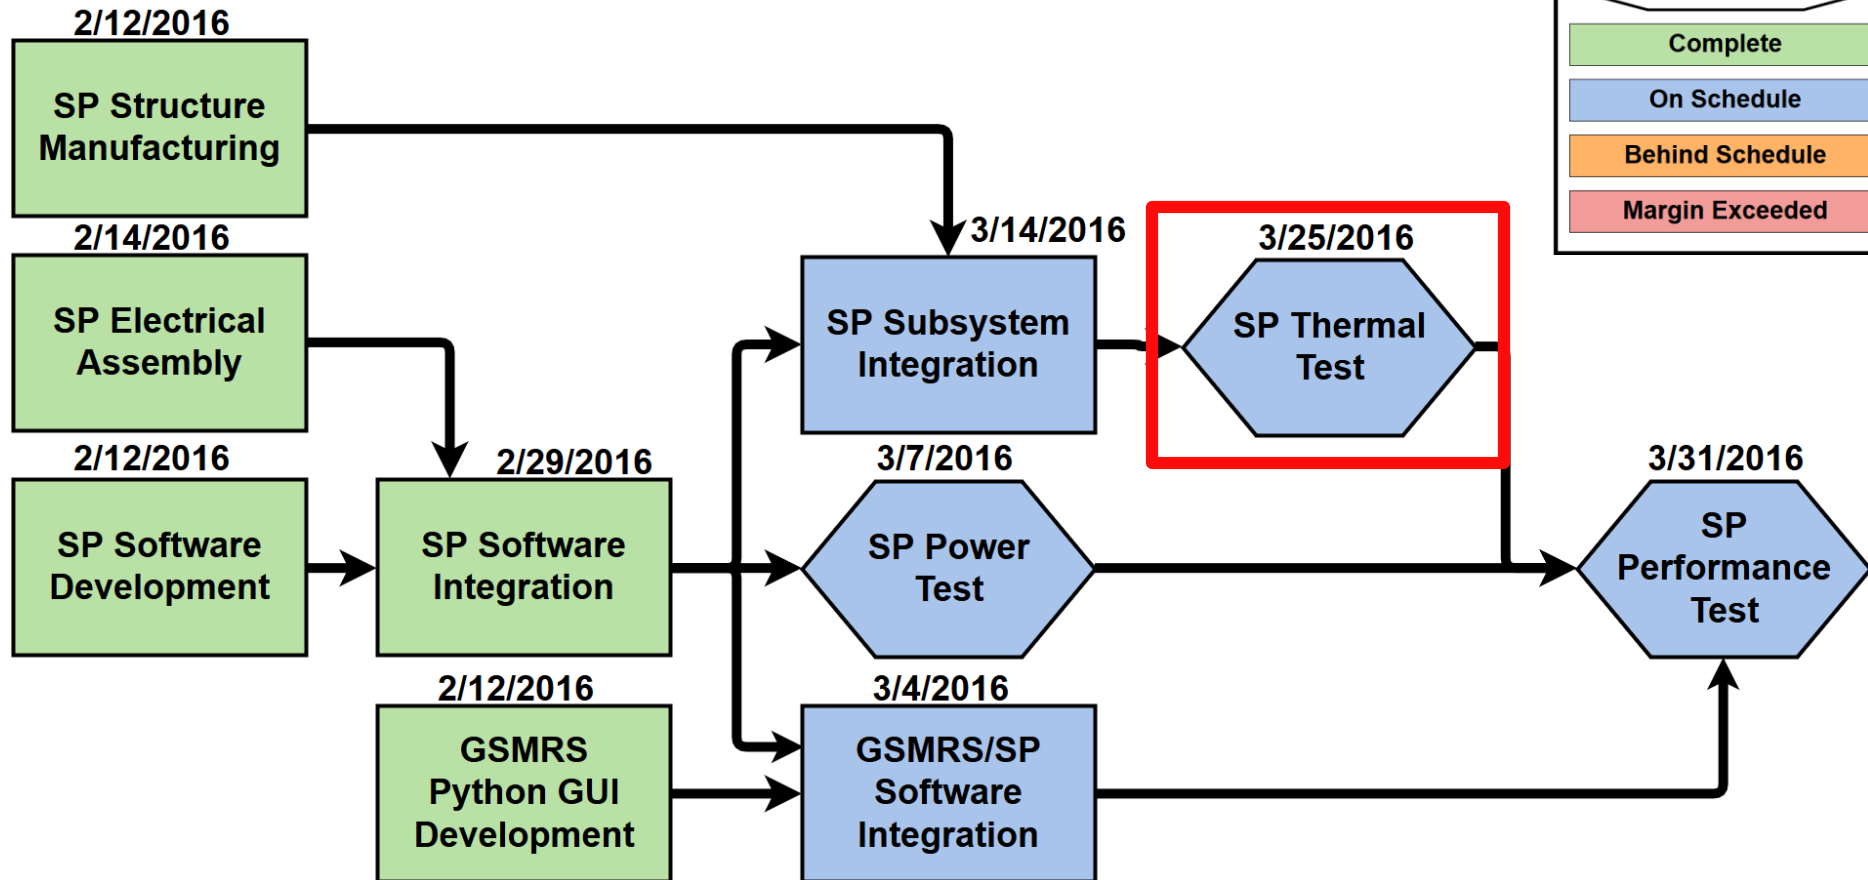 2/12/2016
SP Structure
Manufacturing
2/14/2016
SP Electrical
Assembly
2/12/2016
SP Software
Development
2/29/2016
SP Software
Integration
2/12/2016
GSMRS
Python GUI
Development
3/14/2016
SP Subsystem
Integration
3/7/2016
SP Power
Test
3/4/2016
GSMRS/SP
Software
Integration
3/25/2016
SP Thermal
Test
3/31/2016
SP
Performance
Test
Complete
On Schedule
Behind Schedule
Margin Exceeded